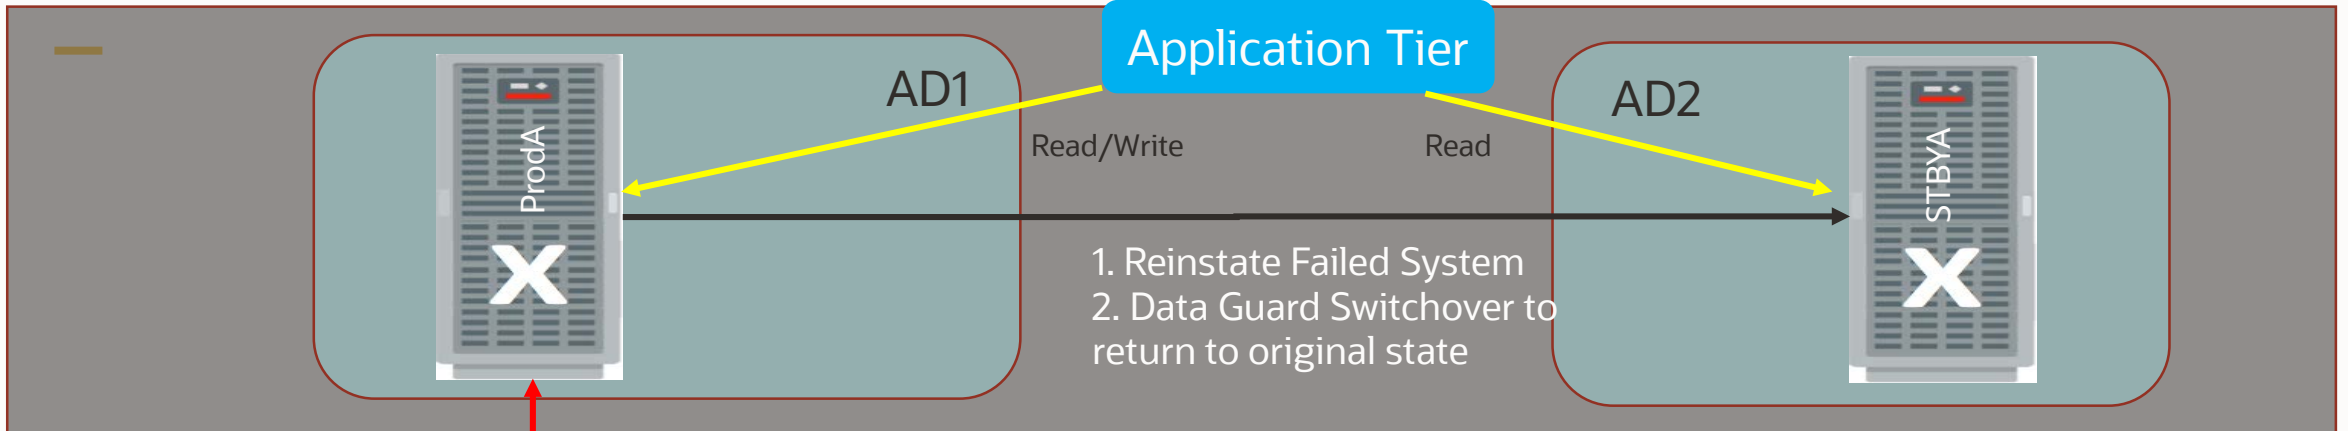 Application Tier
AD1
AD2
ProdA
STBYA
Read/Write
Read
1. Reinstate Failed System
2. Data Guard Switchover to
return to original state
X
X